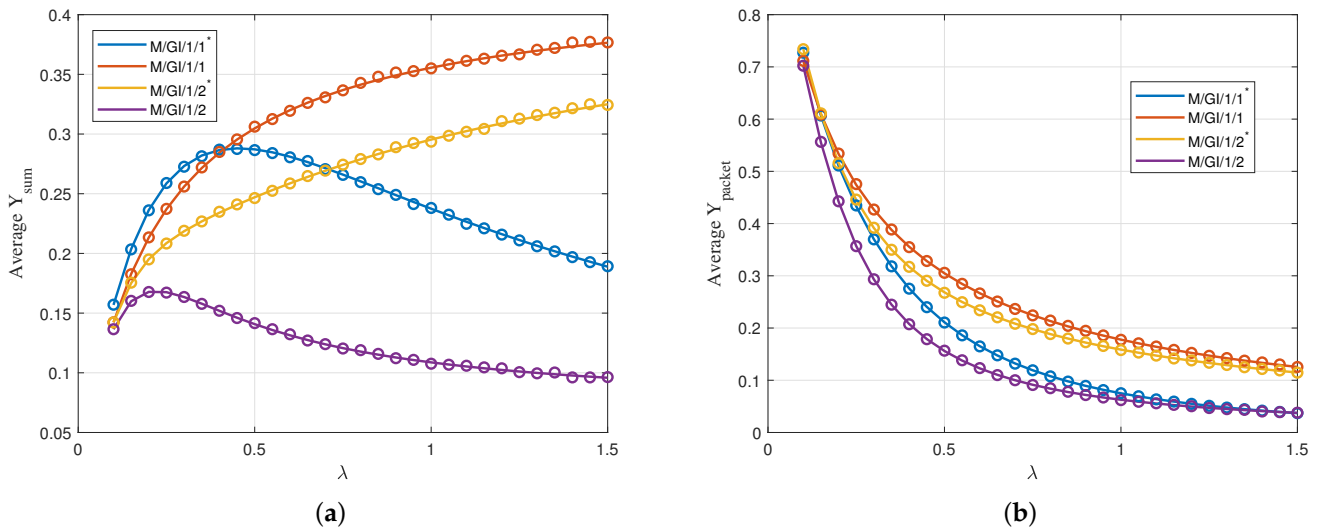 0.4
0.35
0.3
0.25
0.2
0.15
0.1
0.05
Average Y_sum
M/GI/1/1*
M/GI/1/1
M/GI/1/2*
M/GI/1/2
0 0.5 1 1.5
λ
(a)
0.8
0.7
0.6
0.5
0.4
0.3
0.2
0.1
0
Average Y_packet
M/GI/1/1*
M/GI/1/1
M/GI/1/2*
M/GI/1/2
0 0.5 1 1.5
λ
(b)